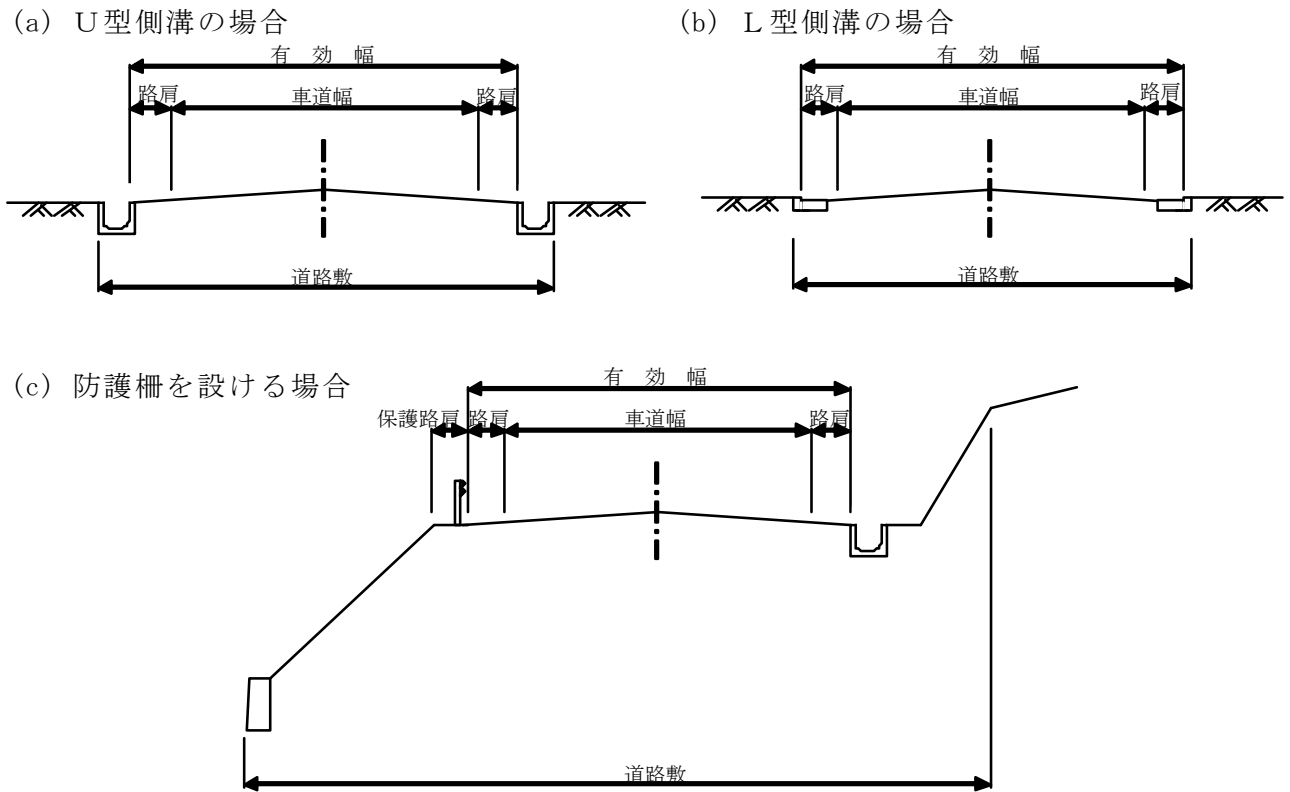 (a) U型側溝の場合
有 効 幅
路肩 車道幅 路肩
道路敷
(b) L型側溝の場合
有 効 幅
路肩 車道幅 路肩
道路敷
(c) 防護柵を設ける場合
有 効 幅
保護路肩 路肩 車道幅 路肩
道路敷